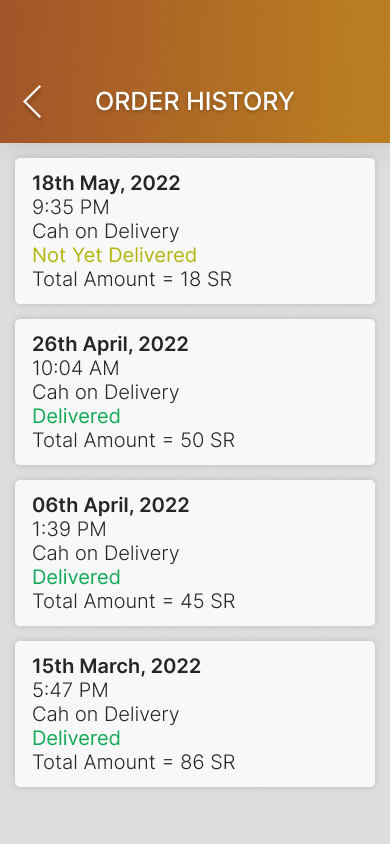 ORDER HISTORY
18th May, 2022
9:35 PM
Cah on Delivery
Not Yet Delivered
Total Amount = 18 SR
26th April, 2022
10:04 AM
Cah on Delivery
Delivered
Total Amount = 50 SR
06th April, 2022
1:39 PM
Cah on Delivery
Delivered
Total Amount = 45 SR
15th March, 2022
5:47 PM
Cah on Delivery
Delivered
Total Amount = 86 SR